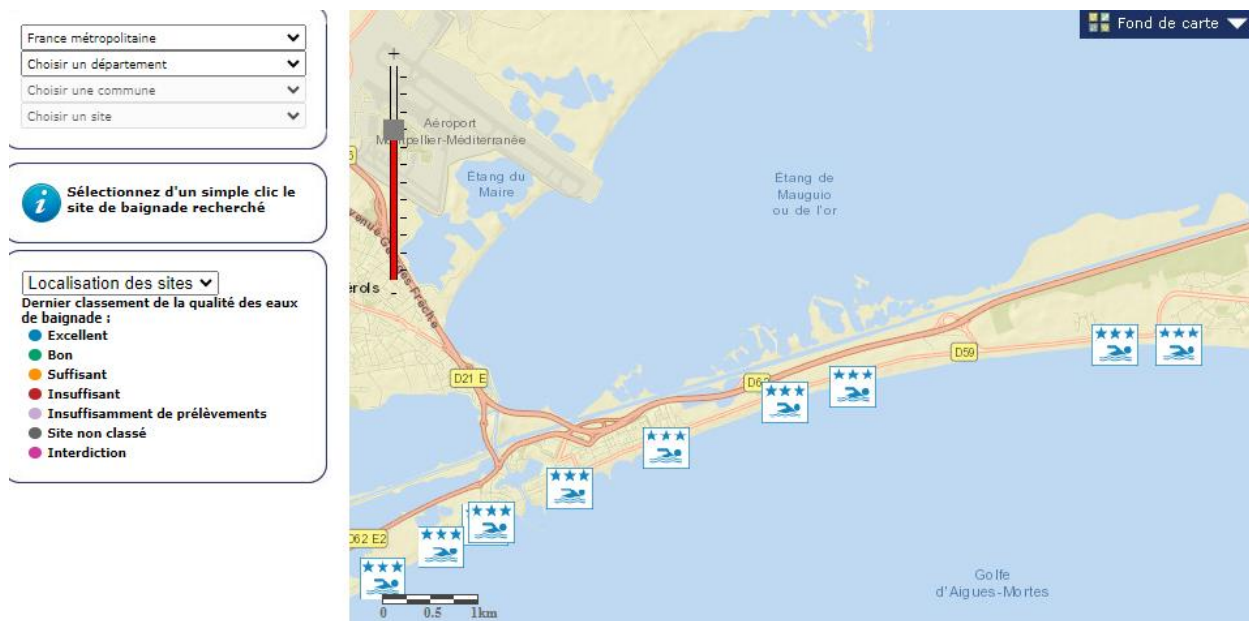 France métropolitaine
Choisir un département
Choisir une commune
Choisir un site
Sélectionnez d'un simple clic le
site de baignade recherché
Localisation des sites
Dernier classement de la qualité des eaux
de baignade :
Excellent
Bon
Suffisant
Insuffisant
Insuffisamment de prélèvements
Site non classé
Interdiction
Fond de carte
+
-
Aéroport
Montpellier-Méditerranée
Étang du
Maire
Étang de
Mauguio
ou de l'or
D21 E
D59
D62 E2
Golfe
d'Aigues-Mortes
0 0.5 1km